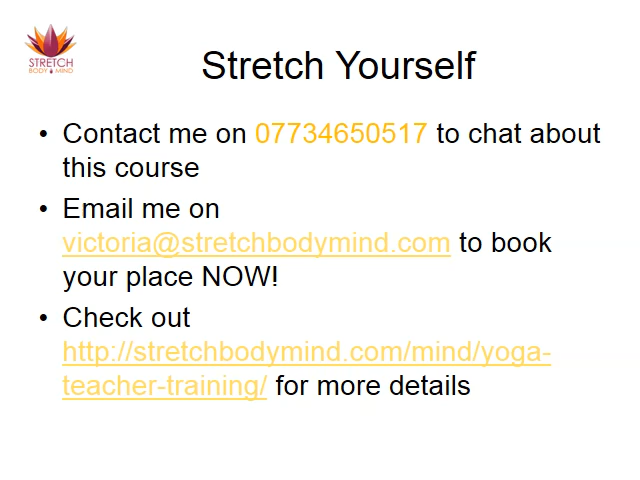 STRETCH
BODY MIND
Stretch Yourself
• Contact me on 07734650517 to chat about
this course
• Email me on
victoria@stretchbodymind.com to book
your place NOW!
• Check out
http://stretchbodymind.com/mind/yoga-
teacher-training/ for more details